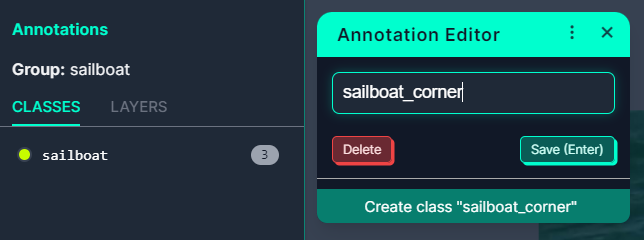 Annotations
Group: sailboat
CLASSES LAYERS
sailboat 3
Annotation Editor
sailboat_corner
Delete Save (Enter)
Create class "sailboat_corner"